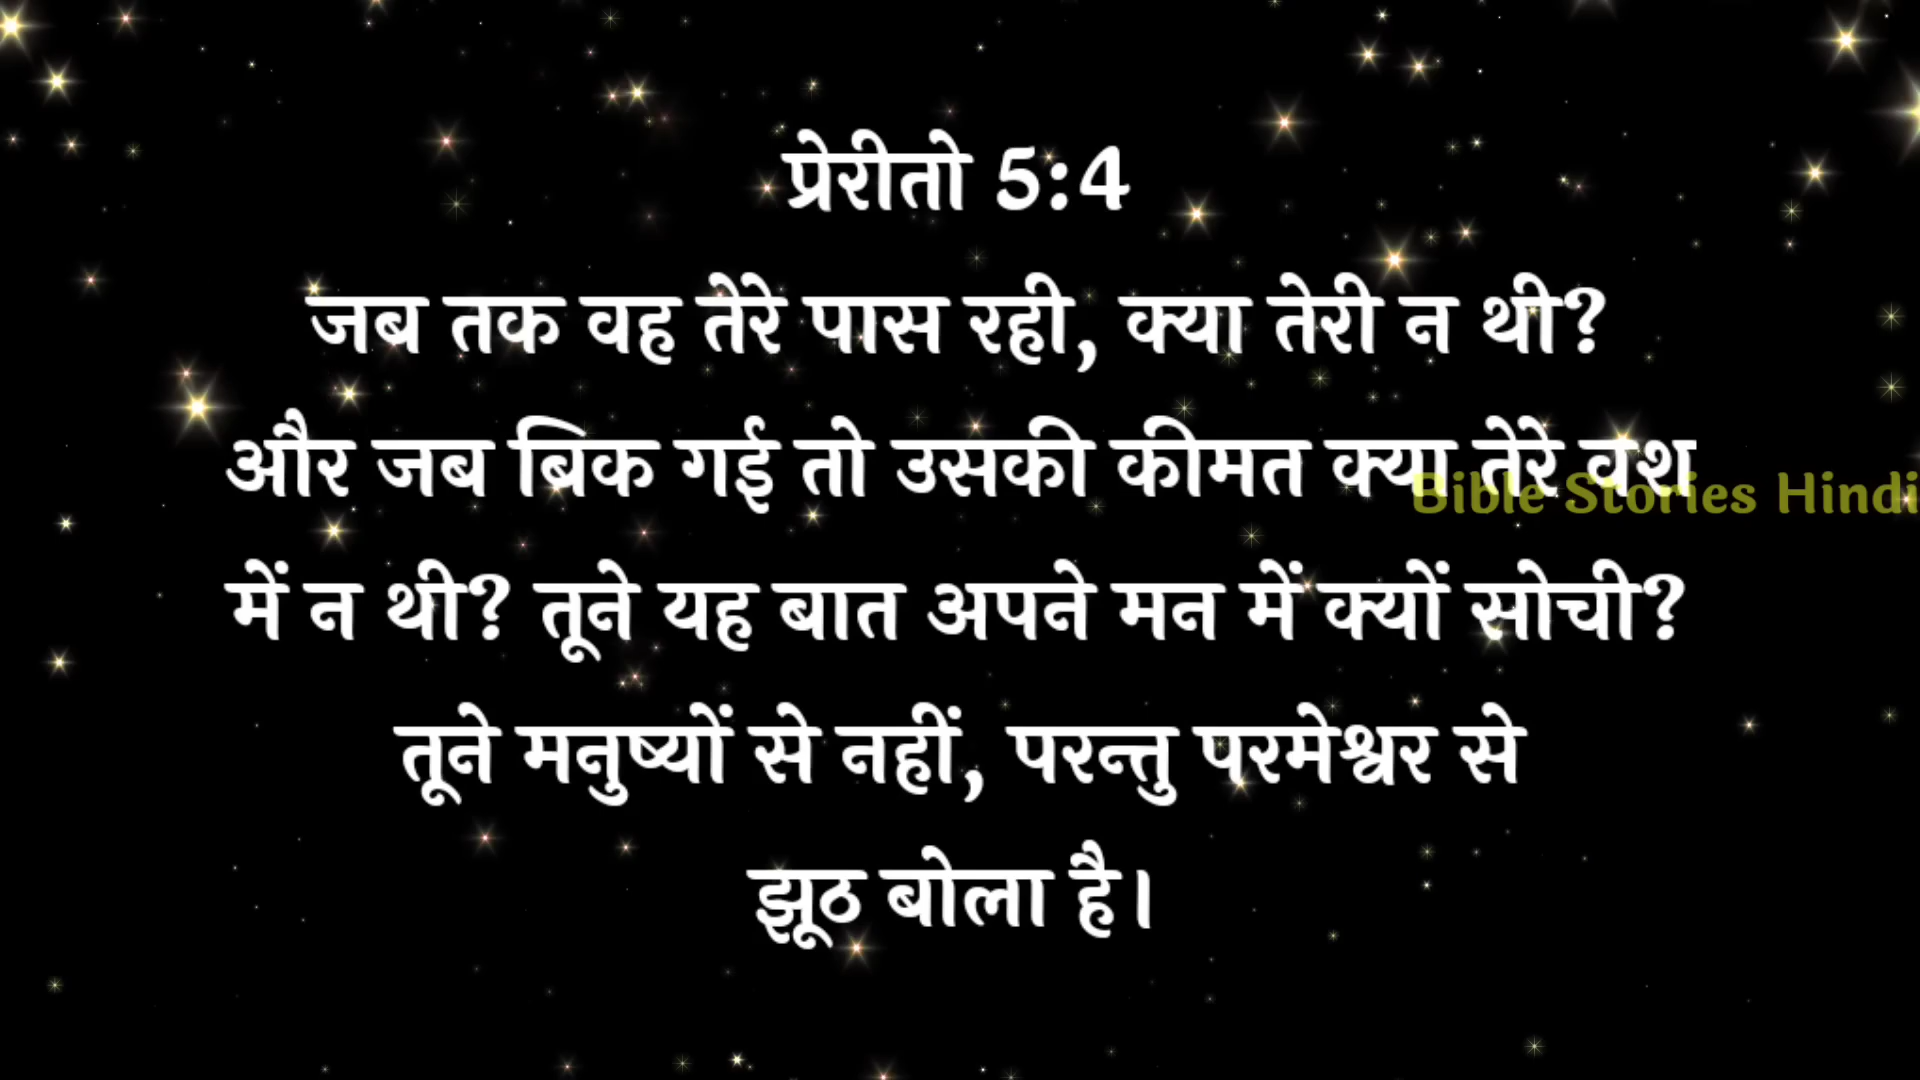 प्रेरीतो 5:4
जब तक वह तेरे पास रही, क्या तेरी न थी?
और जब बिक गई तो उसकी कीमत क्या तेरे वश
में न थी? तूने यह बात अपने मन में क्यों सोची?
तूने मनुष्यों से नहीं, परन्तु परमेश्वर से
झूठ बोला है।
Bible Stories Hindi